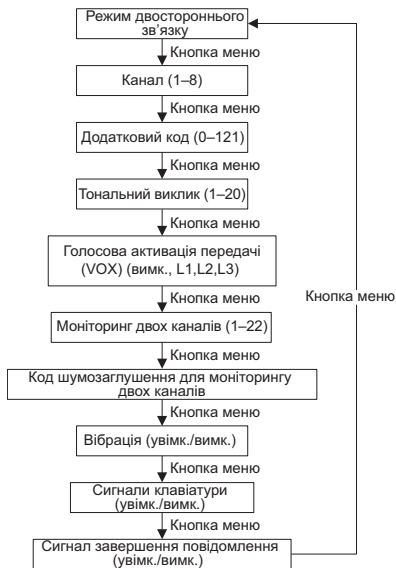 Режим двостороннього
зв'язку
Кнопка меню
Канал (1–8)
Кнопка меню
Додатковий код (0–121)
Кнопка меню
Тональний виклик (1–20)
Кнопка меню
Голосова активація передачі
(VOX) (вимк., L1,L2,L3)
Кнопка меню
Кнопка меню
Моніторинг двох каналів (1–22)
Кнопка меню
Код шумозаглушення для моніторингу
двох каналів
Кнопка меню
Вібрація (увімк./вимк.)
Кнопка меню
Сигнали клавіатури
(увімк./вимк.)
Кнопка меню
Сигнал завершення повідомлення
(увімк./вимк.)